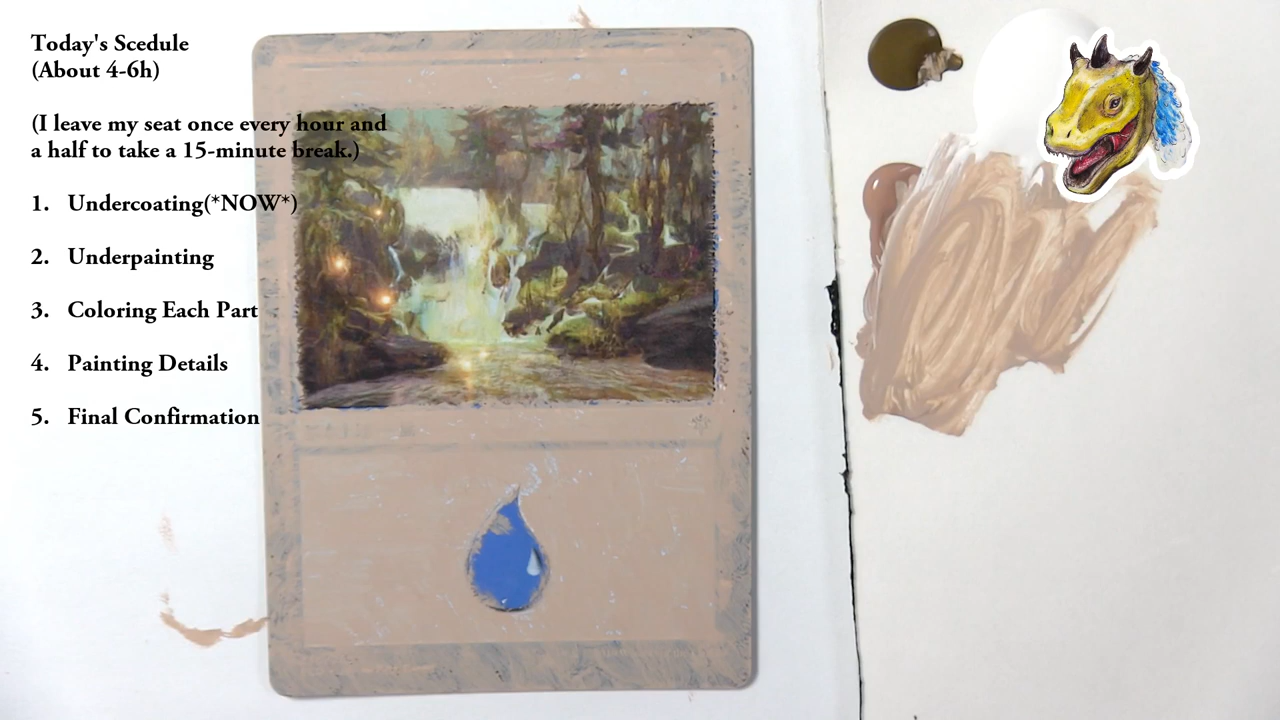 Today's Scedule
(About 4-6h)
(I leave my seat once every hour and
a half to take a 15-minute break.)
1. Undercoating(*NOW*)
2. Underpainting
3. Coloring Each Part
4. Painting Details
5. Final Confirmation